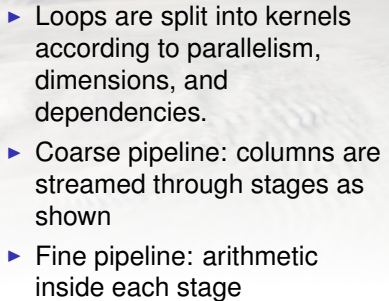 ► Loops are split into kernels
according to parallelism,
dimensions, and
dependencies.
► Coarse pipeline: columns are
streamed through stages as
shown
► Fine pipeline: arithmetic
inside each stage